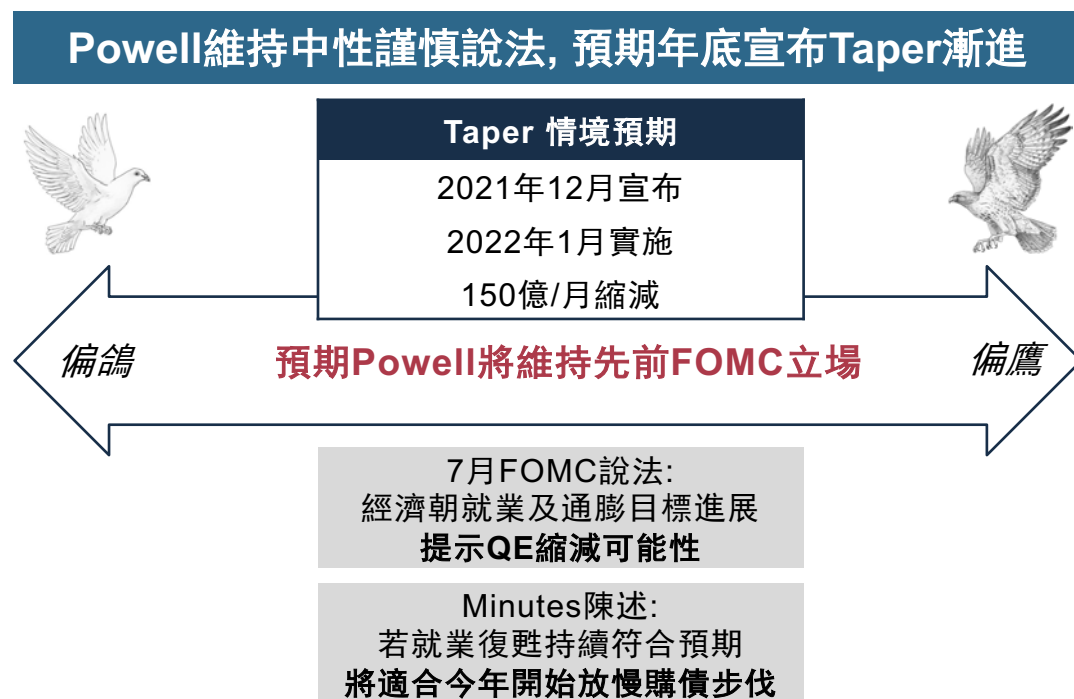 Powell維持中性謹慎說法, 預期年底宣布Taper漸進
Taper 情境預期
2021年12月宣布
2022年1月實施
150億/月縮減
偏鴿
預期Powell將維持先前FOMC立場
偏鷹
7月FOMC說法:
經濟朝就業及通膨目標進展
提示QE縮減可能性
Minutes陳述:
若就業復甦持續符合預期
將適合今年開始放慢購債步伐